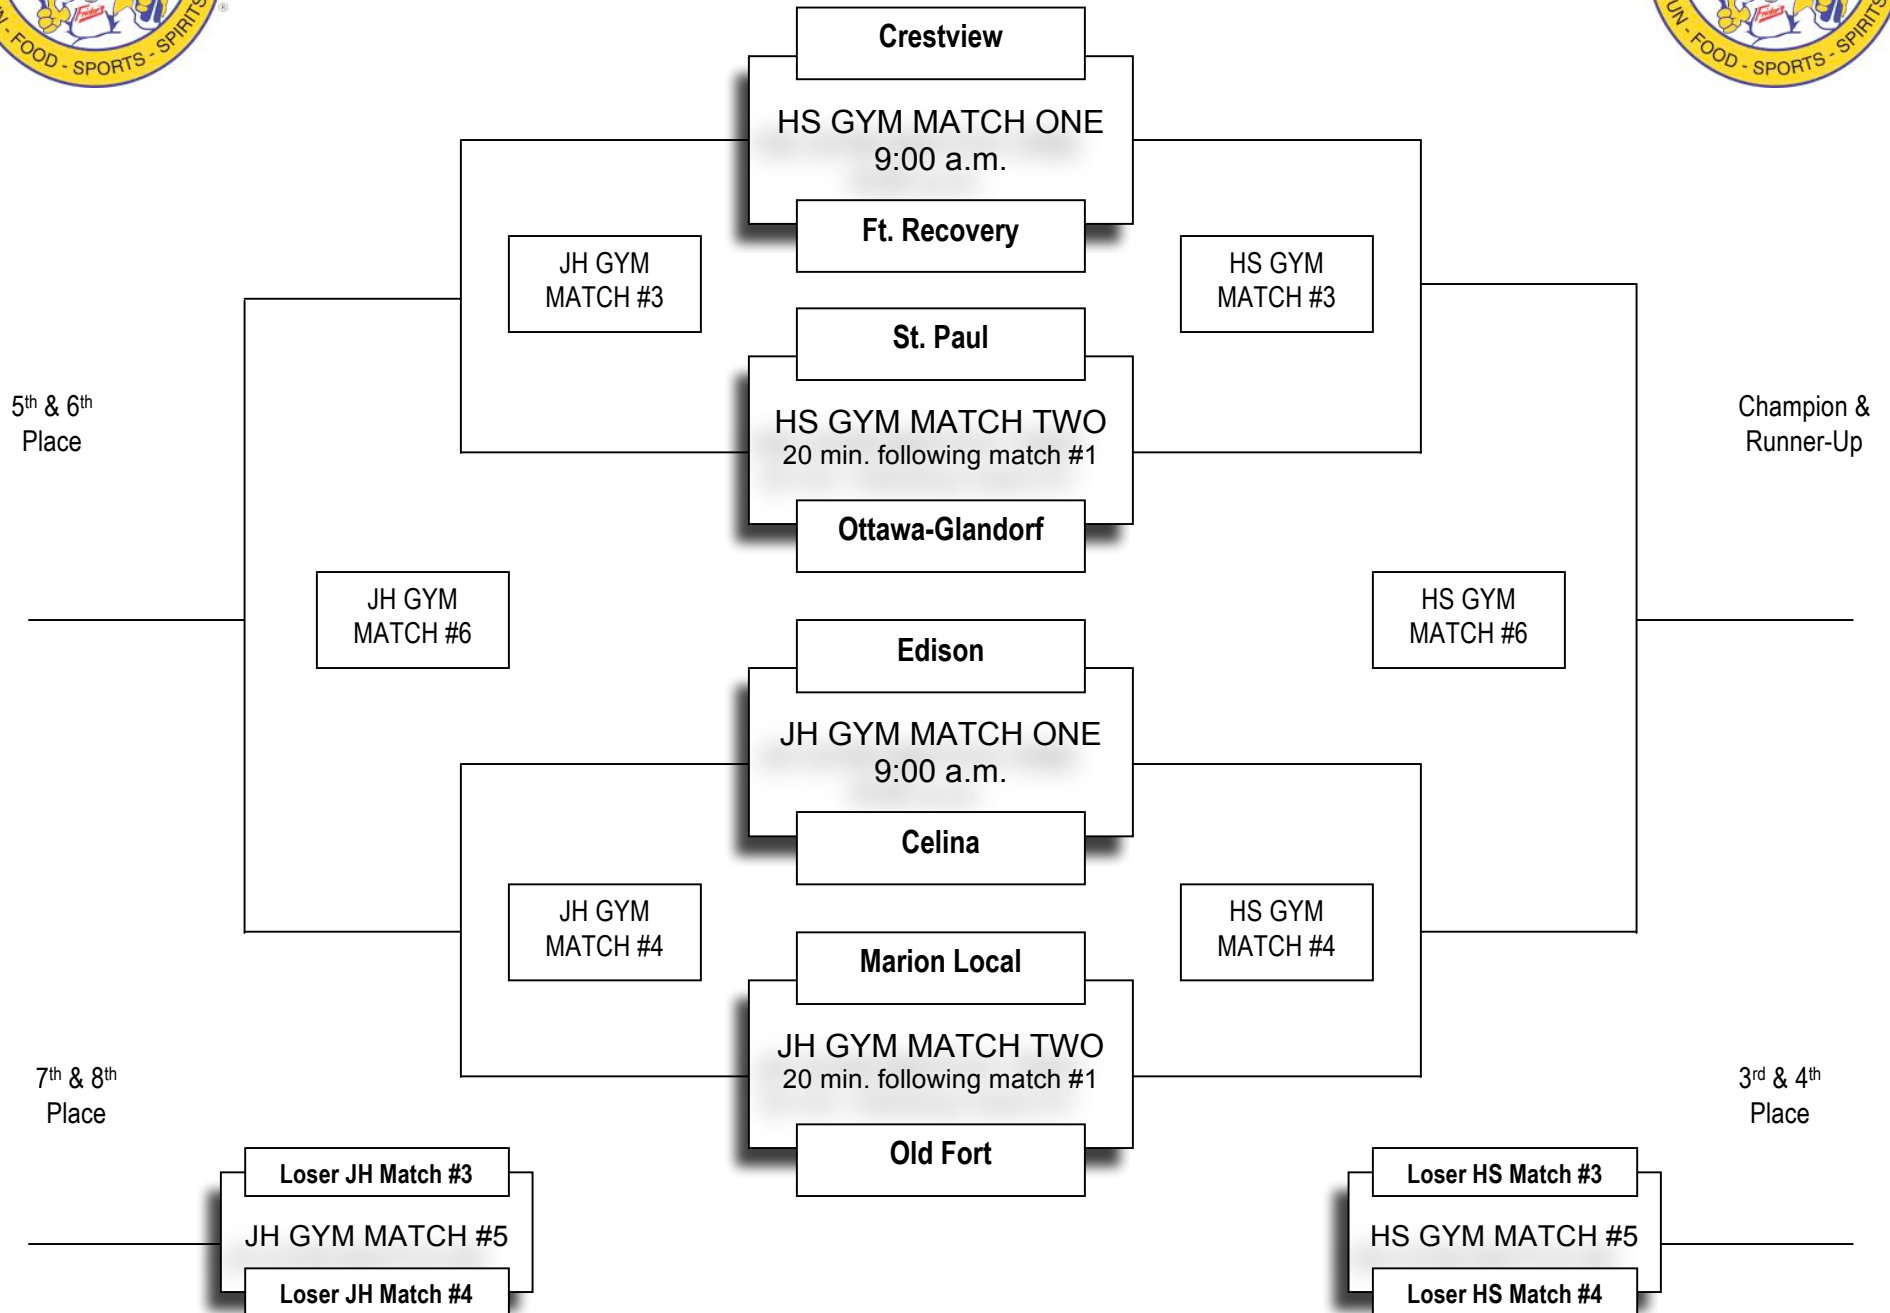 FOOD - SPORTS - SPIRITS
®
FOOD - SPORTS - SPIRITS
Crestview
HS GYM MATCH ONE
9:00 a.m.
Ft. Recovery
JH GYM
MATCH #3
HS GYM
MATCH #3
St. Paul
5th & 6th
Place
HS GYM MATCH TWO
20 min. following match #1
Champion &
Runner-Up
Ottawa-Glandorf
JH GYM
MATCH #6
HS GYM
MATCH #6
Edison
JH GYM MATCH ONE
9:00 a.m.
Celina
JH GYM
MATCH #4
HS GYM
MATCH #4
Marion Local
JH GYM MATCH TWO
20 min. following match #1
Old Fort
7th & 8th
Place
3rd & 4th
Place
Loser JH Match #3
JH GYM MATCH #5
Loser JH Match #4
Loser HS Match #3
HS GYM MATCH #5
Loser HS Match #4